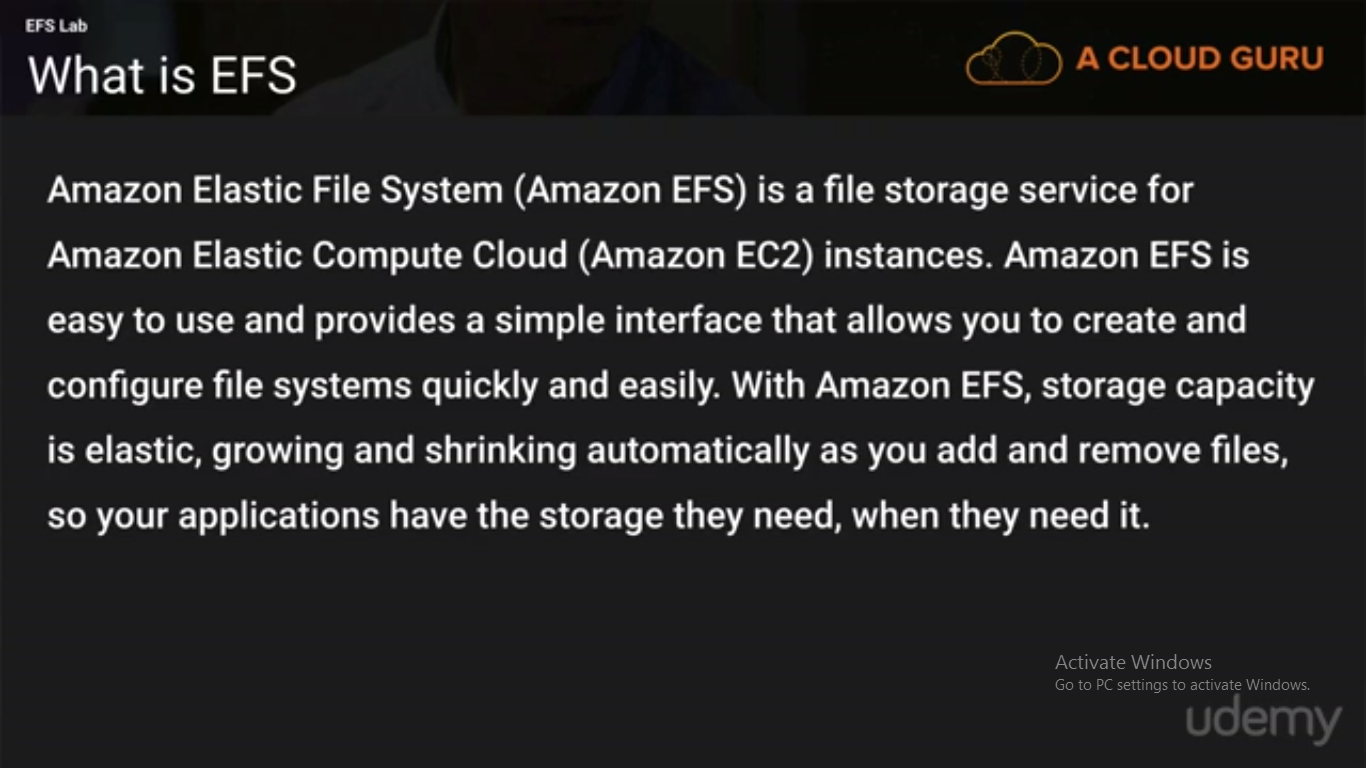 EFS Lab
What is EFS
A CLOUD GURU
Amazon Elastic File System (Amazon EFS) is a file storage service for
Amazon Elastic Compute Cloud (Amazon EC2) instances. Amazon EFS is
easy to use and provides a simple interface that allows you to create and
configure file systems quickly and easily. With Amazon EFS, storage capacity
is elastic, growing and shrinking automatically as you add and remove files,
so your applications have the storage they need, when they need it.
Activate Windows
Go to PC settings to activate Windows.
udemy